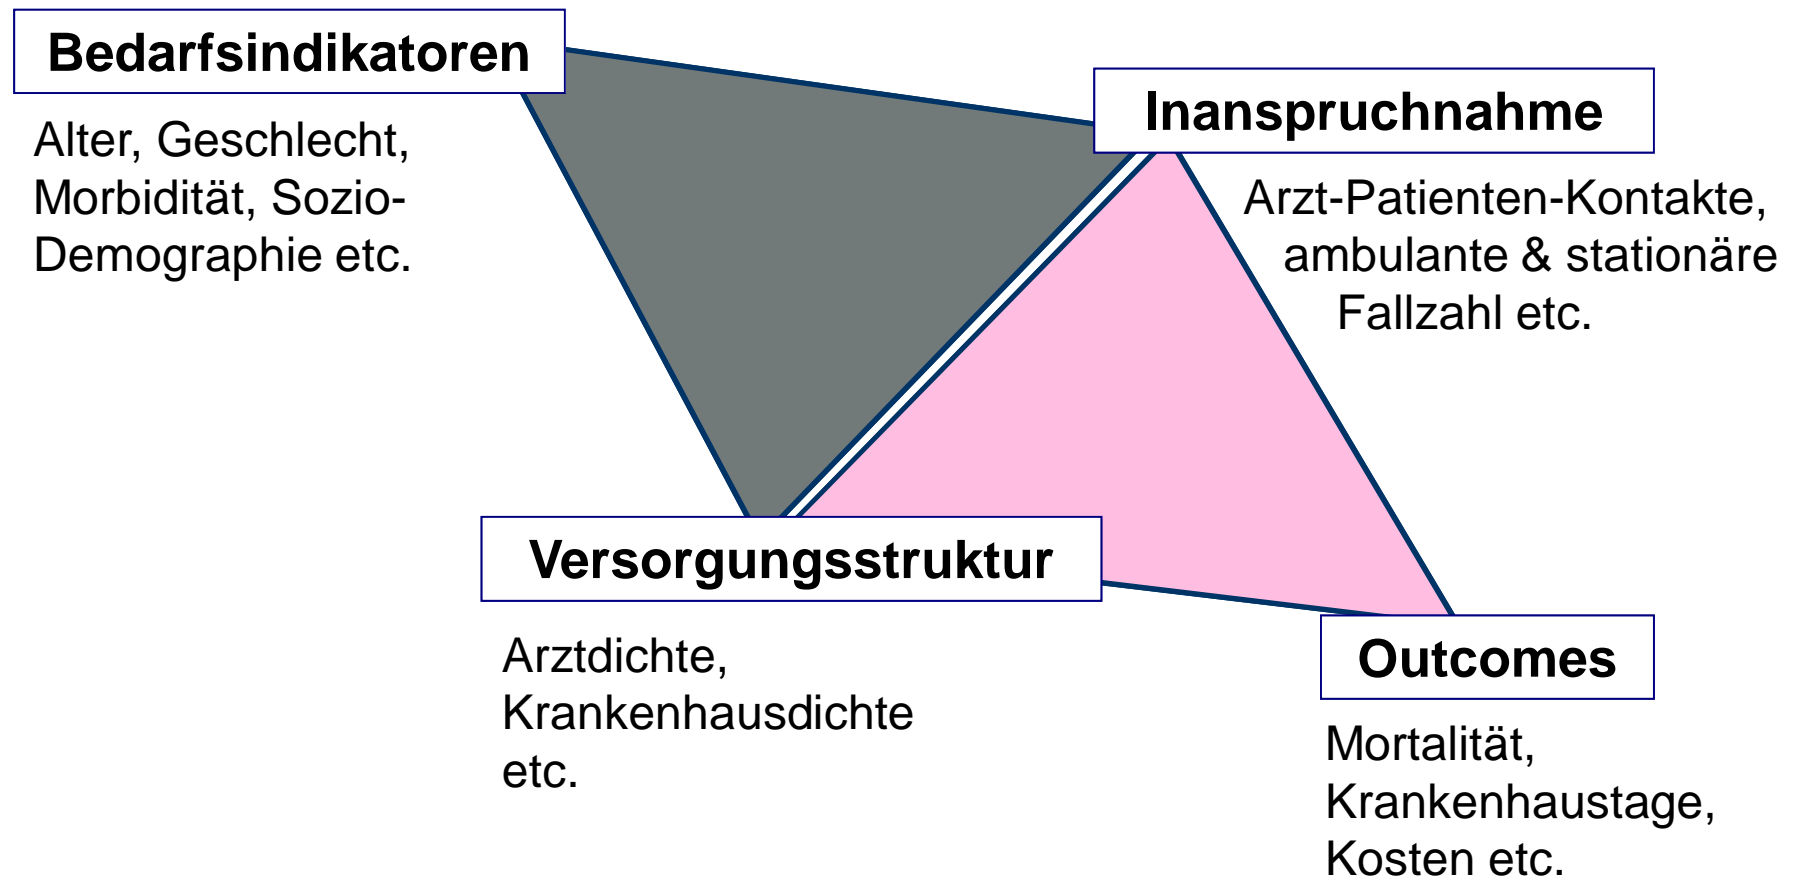 Bedarfsindikatoren
Alter, Geschlecht,
Morbidität, Sozio-
Demographie etc.
Inanspruchnahme
Arzt-Patienten-Kontakte,
ambulante & stationäre
Fallzahl etc.
Versorgungsstruktur
Arztdichte,
Krankenhausdichte
etc.
Outcomes
Mortalität,
Krankenhaustage,
Kosten etc.